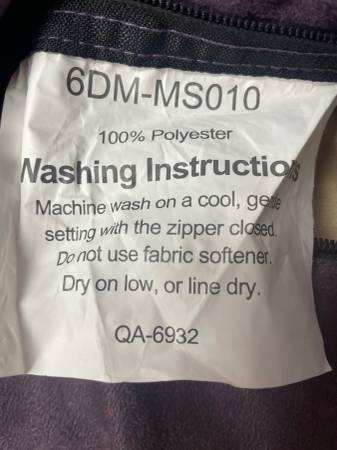 6DM-MS010
100% Polyester
Washing Instructions
Machine wash on a cool, gentle
setting with the zipper closed.
Do not use fabric softener.
Dry on low, or line dry.
QA-6932